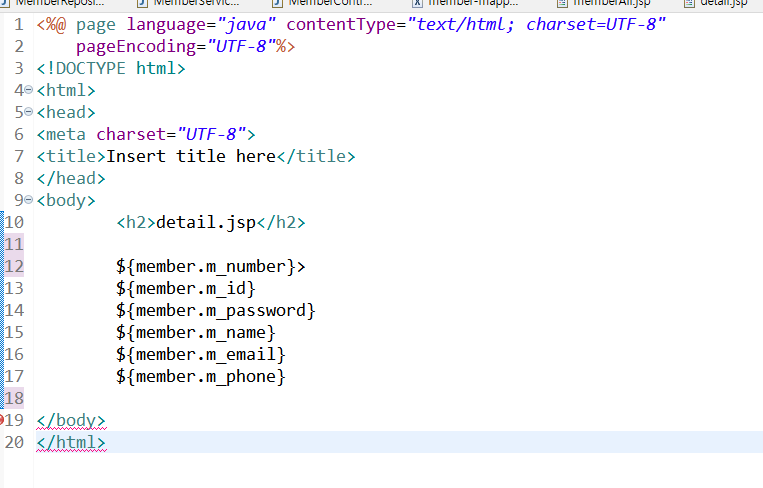 MemberReposi... MemberServic... MemberContr... member-mapp... memberAll.jsp detail.jsp
1 <%@ page language="java" contentType="text/html; charset=UTF-8"
2     pageEncoding="UTF-8"%>
3 <!DOCTYPE html>
4 <html>
5 <head>
6 <meta charset="UTF-8">
7 <title>Insert title here</title>
8 </head>
9 <body>
10         <h2>detail.jsp</h2>
11
12         ${member.m_number}>
13         ${member.m_id}
14         ${member.m_password}
15         ${member.m_name}
16         ${member.m_email}
17         ${member.m_phone}
18
19 </body>
20 </html>